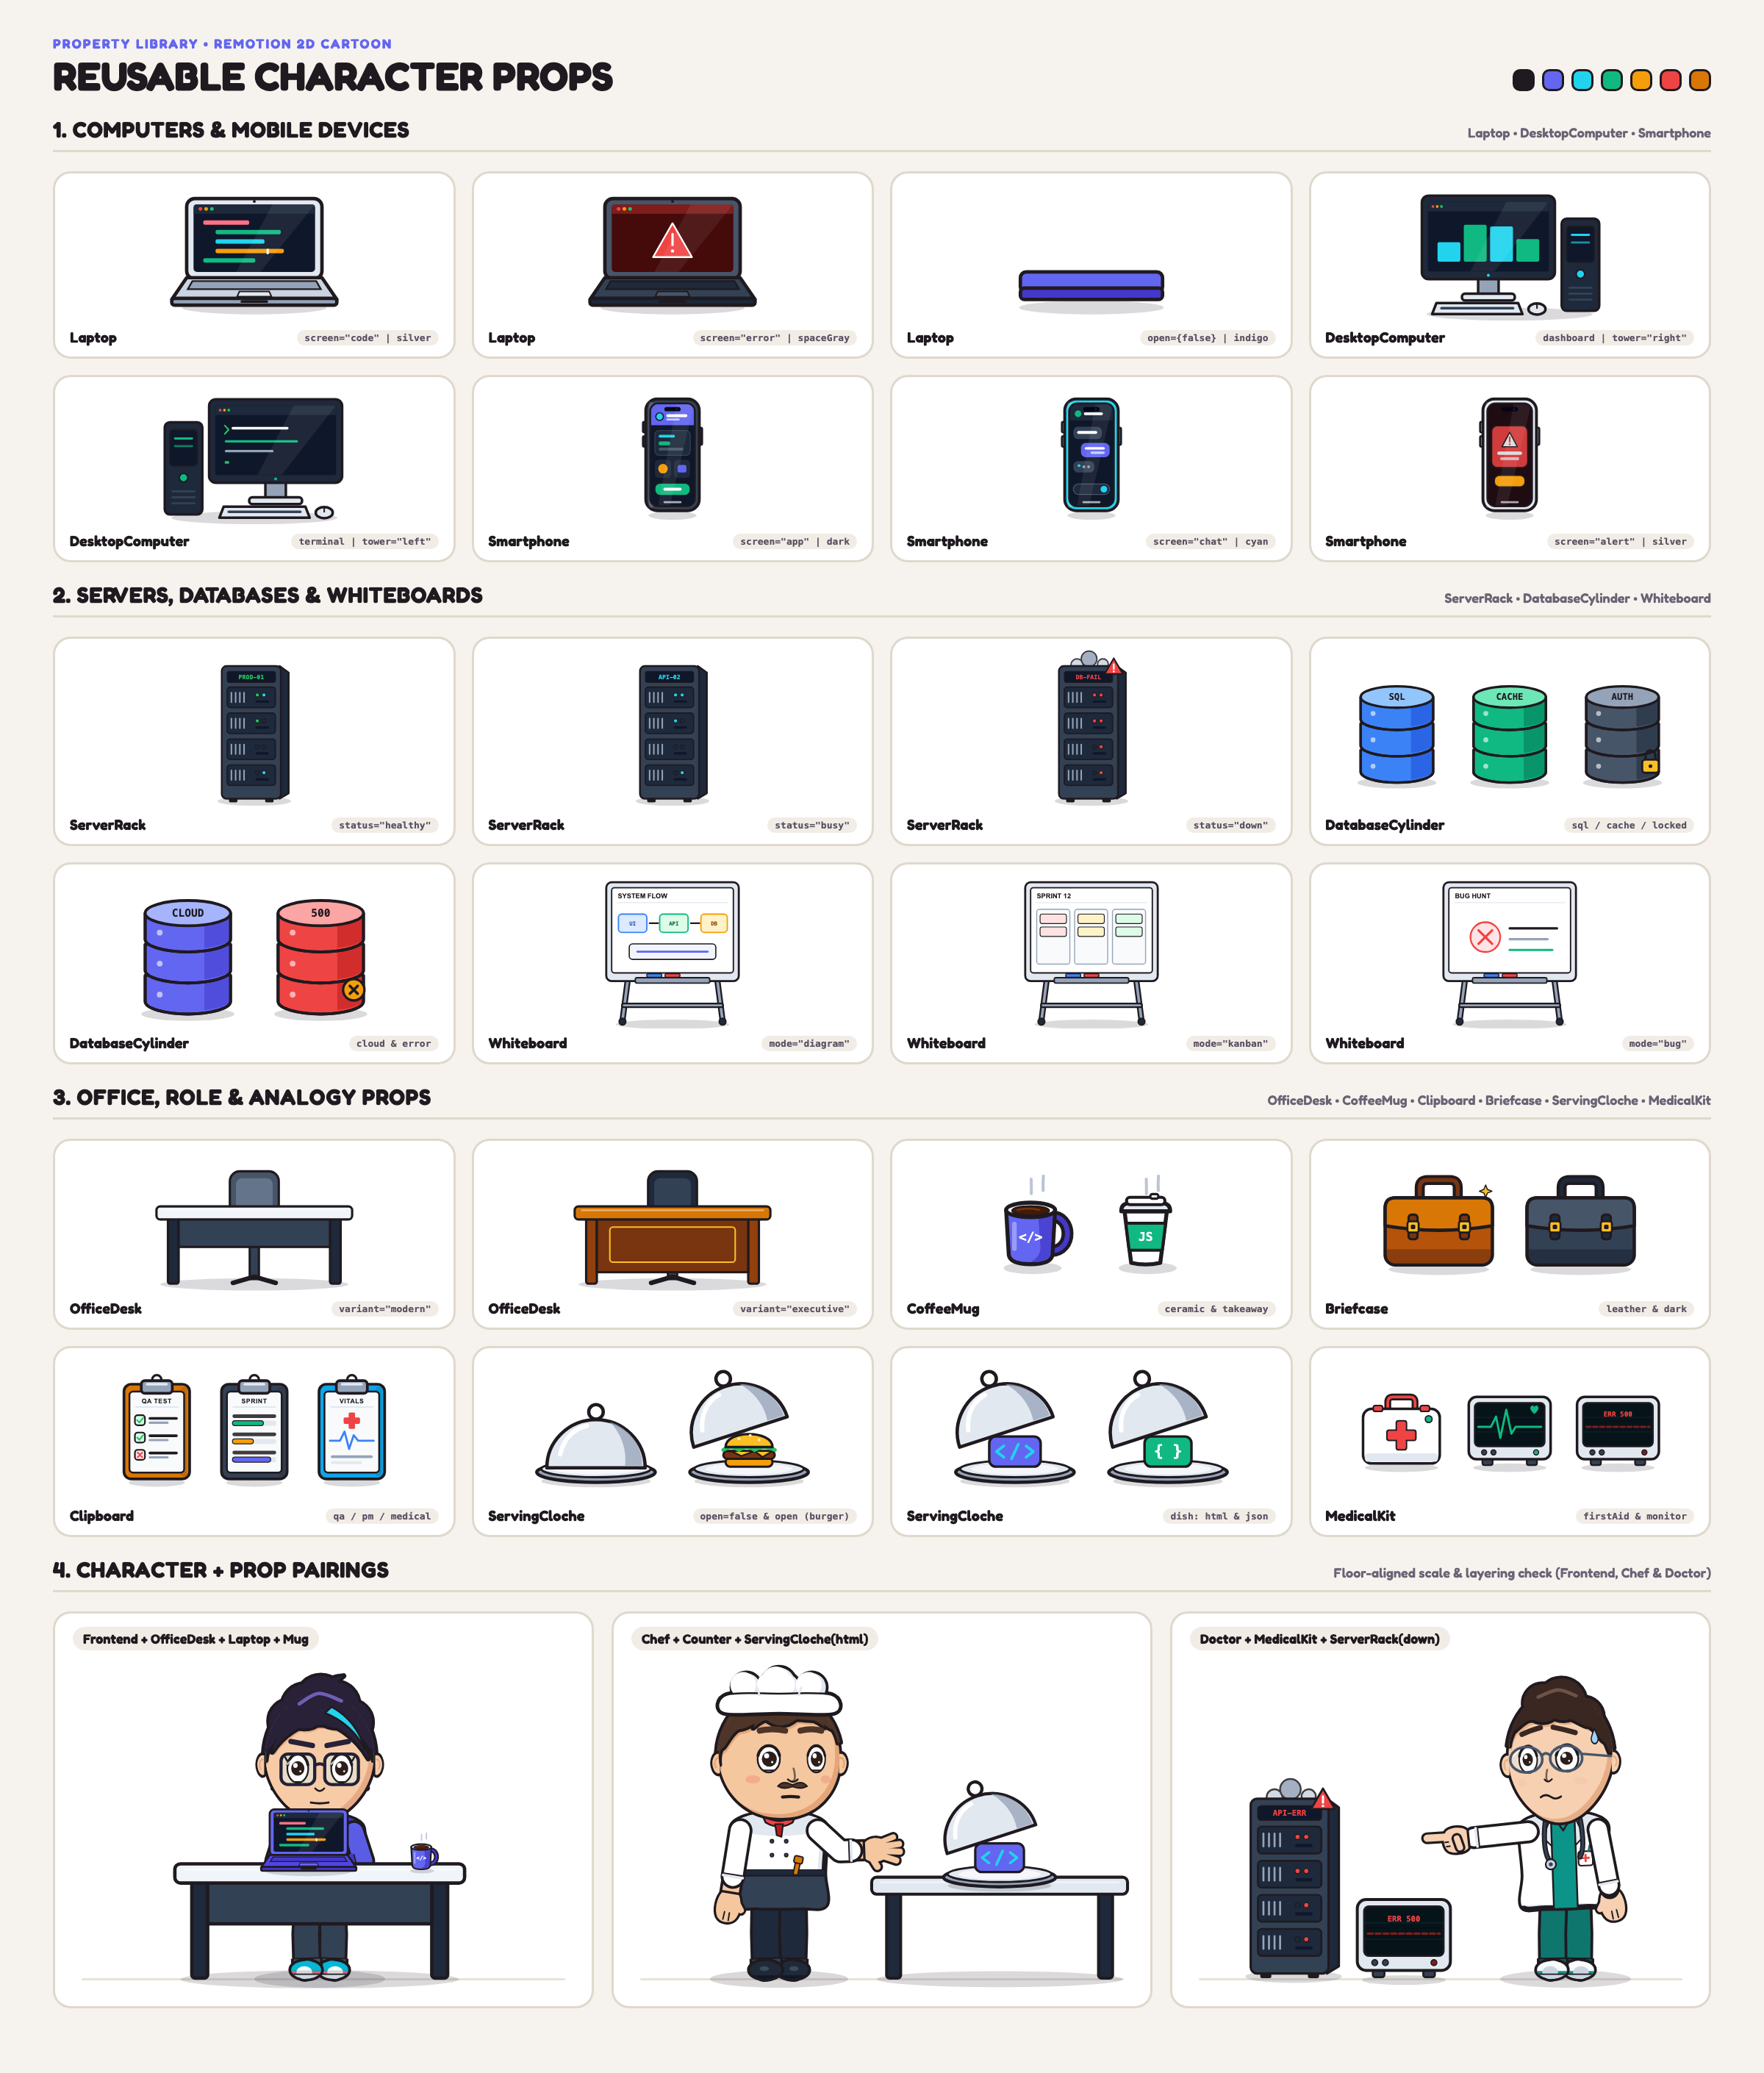 PROPERTY LIBRARY • REMOTION 2D CARTOON
REUSABLE CHARACTER PROPS
1. COMPUTERS & MOBILE DEVICES
Laptop • DesktopComputer • Smartphone
Laptop
screen="code" | silver
Laptop
screen="error" | spaceGray
Laptop
open={false} | indigo
DesktopComputer
dashboard | tower="right"
DesktopComputer
terminal | tower="left"
Smartphone
screen="app" | dark
Smartphone
screen="chat" | cyan
Smartphone
screen="alert" | silver
2. SERVERS, DATABASES & WHITEBOARDS
ServerRack • DatabaseCylinder • Whiteboard
PROD-01
ServerRack
status="healthy"
API-02
ServerRack
status="busy"
DB-FAIL
ServerRack
status="down"
SQL
CACHE
AUTH
DatabaseCylinder
sql / cache / locked
CLOUD
500
DatabaseCylinder
cloud & error
SYSTEM FLOW
UI
API
DB
Whiteboard
mode="diagram"
SPRINT 12
Whiteboard
mode="kanban"
BUG HUNT
Whiteboard
mode="bug"
3. OFFICE, ROLE & ANALOGY PROPS
OfficeDesk • CoffeeMug • Clipboard • Briefcase • ServingCloche • MedicalKit
OfficeDesk
variant="modern"
OfficeDesk
variant="executive"
</>
JS
CoffeeMug
ceramic & takeaway
Briefcase
leather & dark
QA TEST
SPRINT
VITALS
Clipboard
qa / pm / medical
ServingCloche
open=false & open (burger)
</>
{ }
ServingCloche
dish: html & json
ERR 500
MedicalKit
firstAid & monitor
4. CHARACTER + PROP PAIRINGS
Floor-aligned scale & layering check (Frontend, Chef & Doctor)
Frontend + OfficeDesk + Laptop + Mug
</>
Chef + Counter + ServingCloche(html)
</>
Doctor + MedicalKit + ServerRack(down)
API-ERR
ERR 500